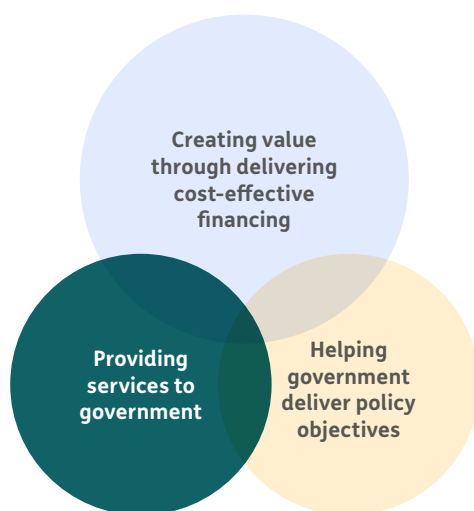 Creating value
through delivering
cost-effective
financing
Providing
services to
government
Helping
government
deliver policy
objectives